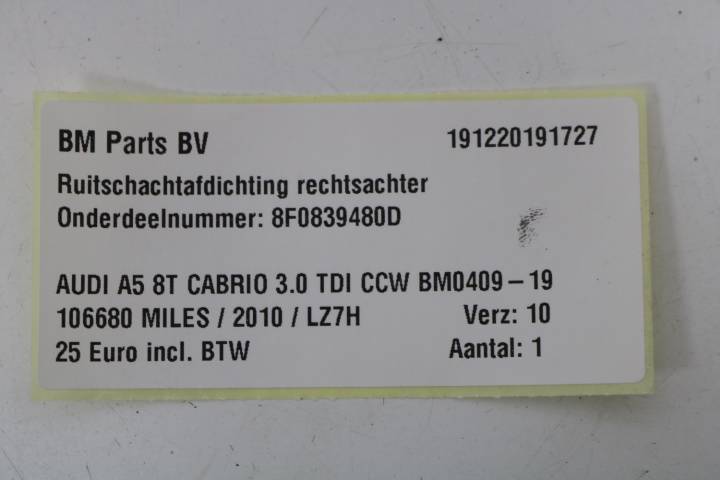 BM Parts BV 191220191727
Ruitschachtafdichting rechtsachter
Onderdeelnummer: 8F0839480D
AUDI A5 8T CABRIO 3.0 TDI CCW BM0409-19
106680 MILES / 2010 / LZ7H Verz: 10
25 Euro incl. BTW Aantal: 1